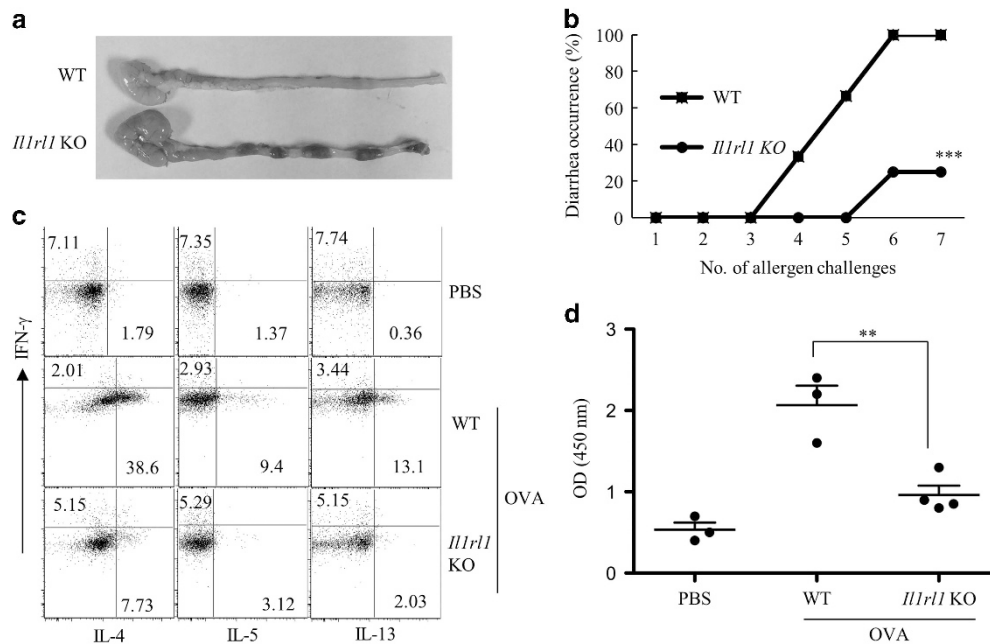 a
WT
Il1rl1 KO
b
Diarrhea occurrence (%)
100
80
60
40
20
0
WT
Il1rl1 KO
***
1 2 3 4 5 6 7
No. of allergen challenges
c
IFN-γ
7.11 7.35 7.74
1.79 1.37 0.36
PBS
2.01 2.93 3.44
38.6 9.4 13.1
WT
5.15 5.29 5.15
7.73 3.12 2.03
Il1rl1
KO
OVA
IL-4 IL-5 IL-13
d
OD (450 nm)
3
2
1
0
**
PBS WT Il1rl1 KO
OVA